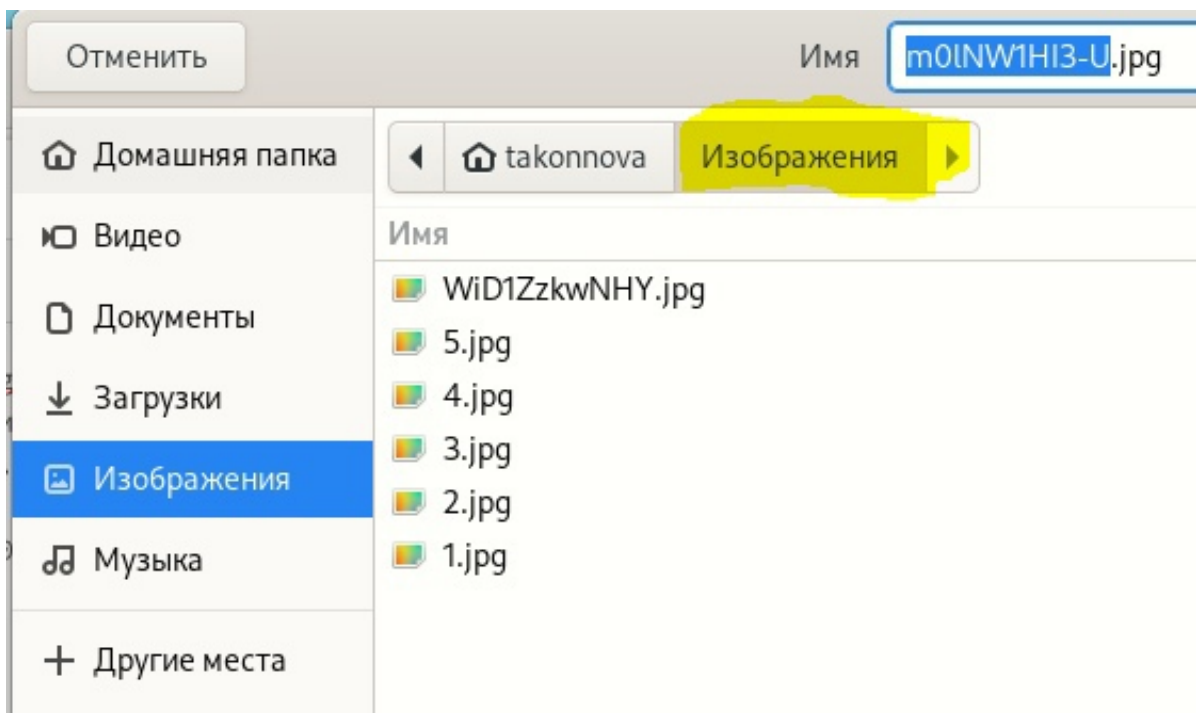 Отменить
Имя
m0lNW1HI3-U.jpg
Домашняя папка
takonnova
Изображения
Видео
Имя
WiD1ZzkwNHY.jpg
Документы
5.jpg
Загрузки
4.jpg
3.jpg
Изображения
2.jpg
Музыка
1.jpg
Другие места